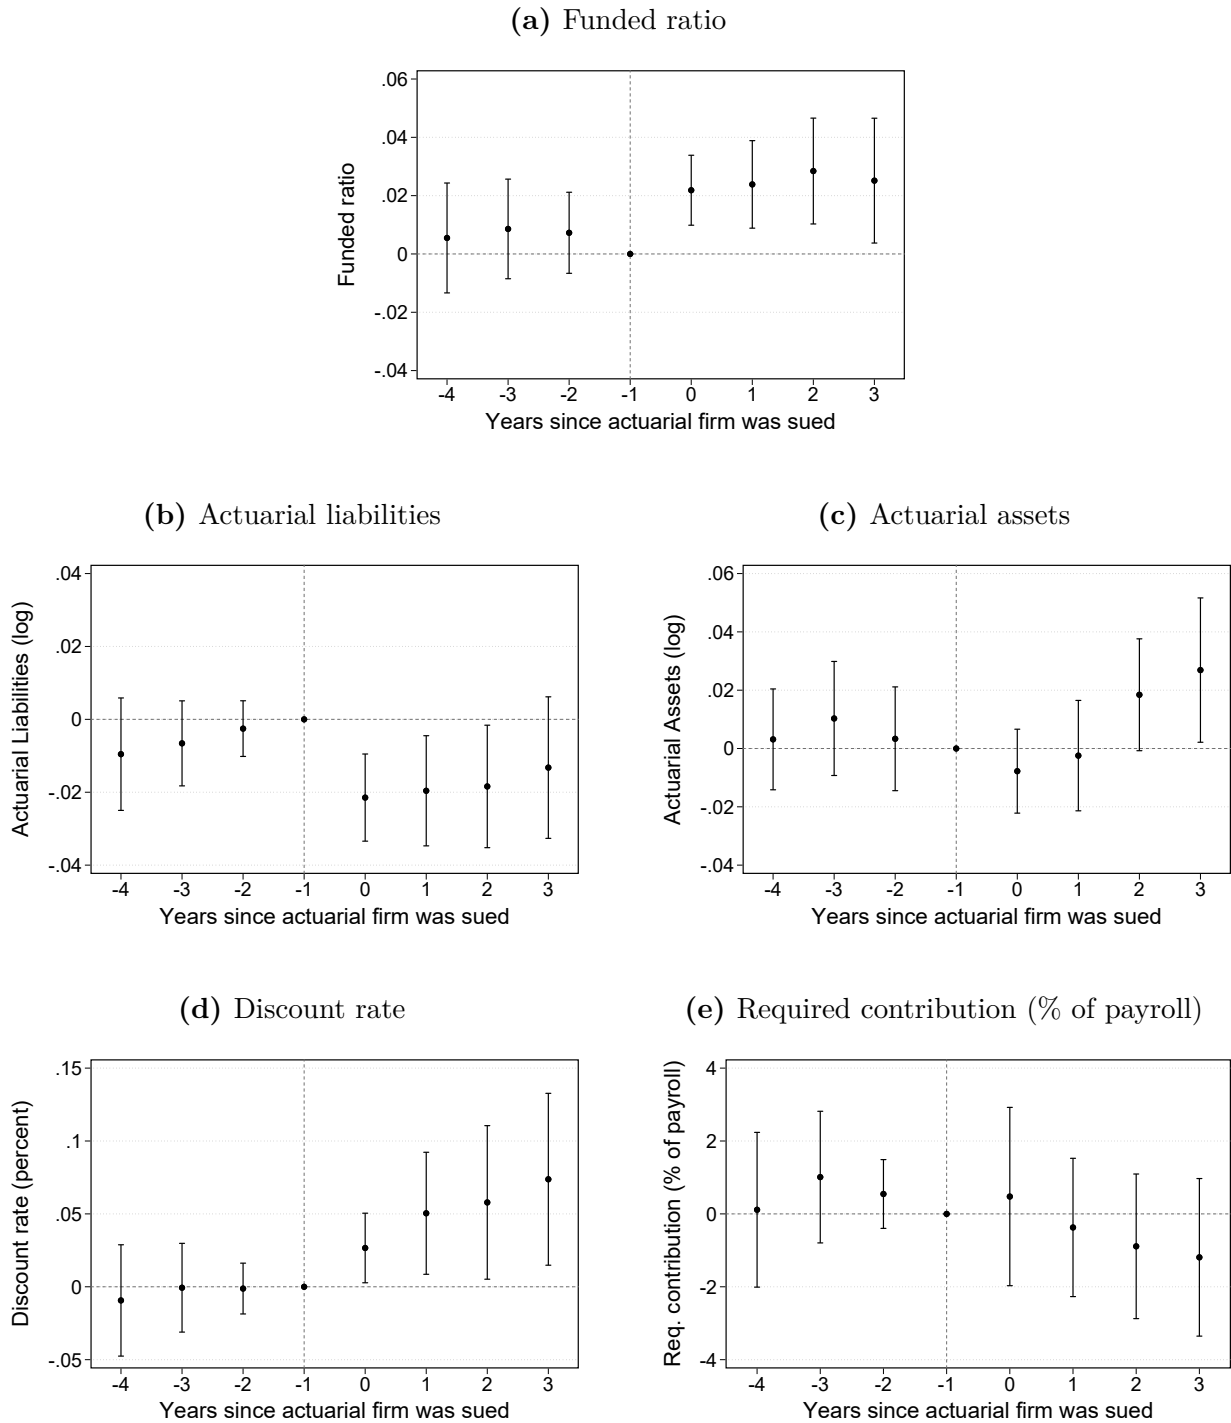 (a) Funded ratio
.06
.04
.02
0
-.02
-.04
Funded ratio
-4 -3 -2 -1 0 1 2 3
Years since actuarial firm was sued
(b) Actuarial liabilities
.04
.02
0
-.02
-.04
Actuarial Liabilities (log)
-4 -3 -2 -1 0 1 2 3
Years since actuarial firm was sued
(c) Actuarial assets
.06
.04
.02
0
-.02
-.04
Actuarial Assets (log)
-4 -3 -2 -1 0 1 2 3
Years since actuarial firm was sued
(d) Discount rate
.15
.1
.05
0
-.05
Discount rate (percent)
-4 -3 -2 -1 0 1 2 3
Years since actuarial firm was sued
(e) Required contribution (% of payroll)
4
2
0
-2
-4
Req. contribution (% of payroll)
-4 -3 -2 -1 0 1 2 3
Years since actuarial firm was sued